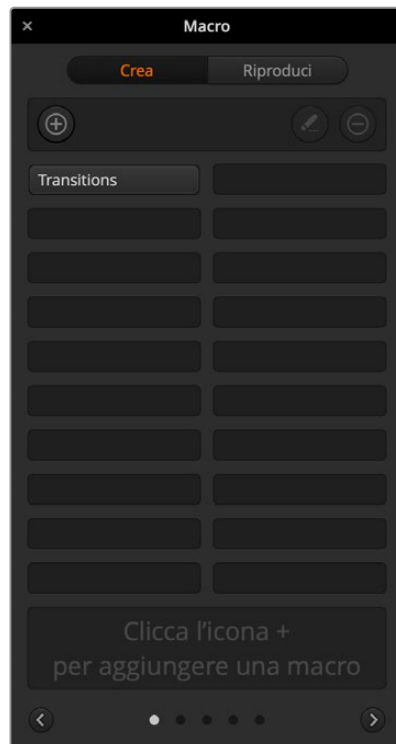 Macro
Crea
Riproduci
Transitions
Clicca l'icona +
per aggiungere una macro